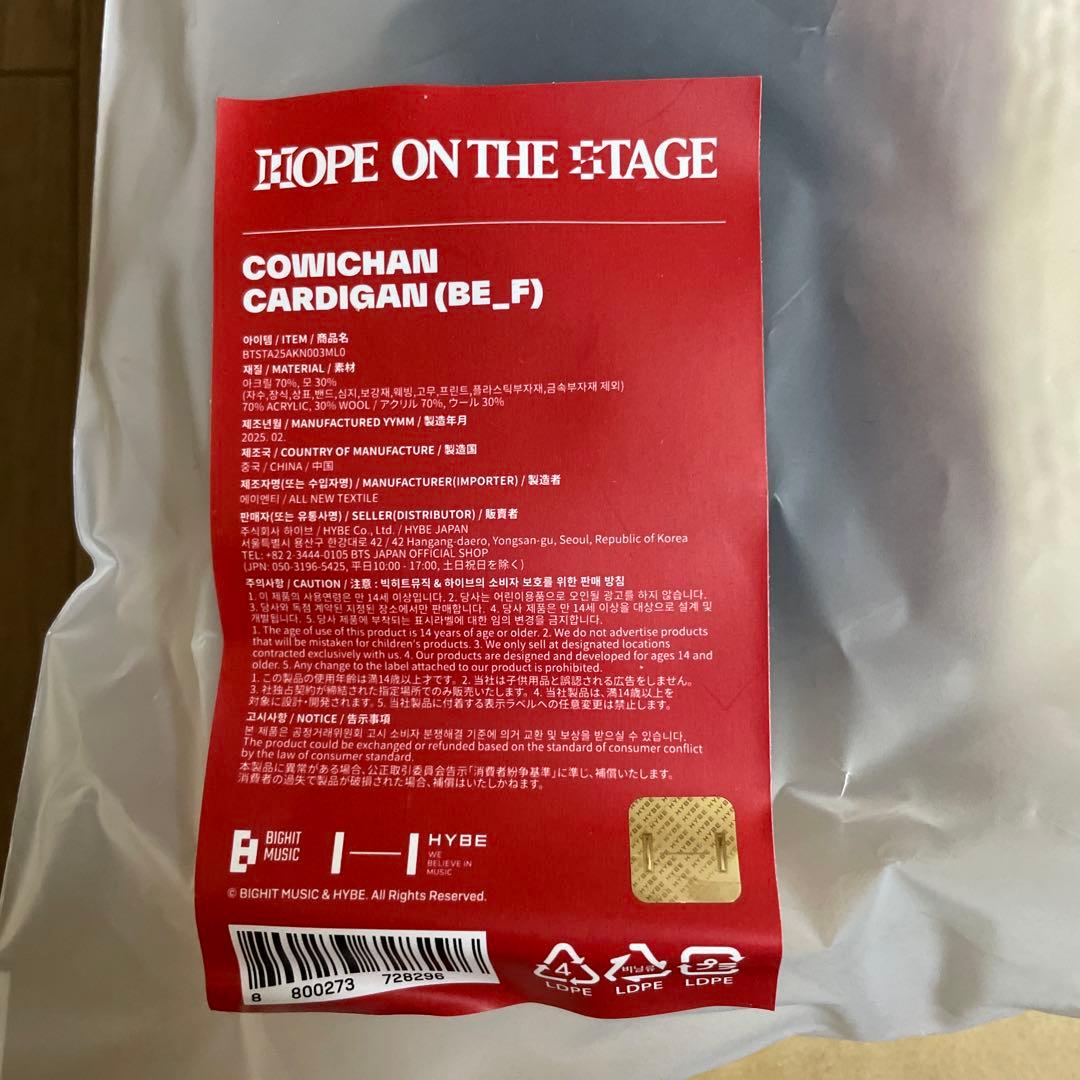 HOPE ON THE STAGE
COWICHAN
CARDIGAN (BE_F)
아이템 / ITEM / 商品名
BTSTA25AKN003ML0
재질 / MATERIAL / 素材
아크릴 70%, 모 30%
(자수,장식,상표,밴드,심지,보강재,웨빙,고무,프린트,플라스틱부자재,금속부자재 제외)
70% ACRYLIC, 30% WOOL / アクリル 70%, ウール 30%
제조년월 / MANUFACTURED YYMM / 製造年月
2025. 02.
제조국 / COUNTRY OF MANUFACTURE / 製造国
중국 / CHINA / 中国
제조자명(또는 수입자명) / MANUFACTURER(IMPORTER) / 製造者
에이엔티 / ALL NEW TEXTILE
판매자(또는 유통사명) / SELLER(DISTRIBUTOR) / 販売者
주식회사 하이브 / HYBE Co., Ltd. / HYBE JAPAN
서울특별시 용산구 한강대로 42 / 42 Hangang-daero, Yongsan-gu, Seoul, Republic of Korea
TEL: +82 2-3444-0105 BTS JAPAN OFFICIAL SHOP
(JPN: 050-3196-5425, 平日10:00 - 17:00, 土日祝日を除く)
주의사항 / CAUTION / 注意 : 빅히트뮤직 & 하이브의 소비자 보호를 위한 판매 방침
1. 이 제품의 사용연령은 만 14세 이상입니다. 2. 당사는 어린이용품으로 오인될 광고를 하지 않습니다.
3. 당사와 독점 계약된 지정된 장소에서만 판매합니다. 4. 당사 제품은 만 14세 이상을 대상으로 설계 및
개발됩니다. 5. 당사 제품에 부착되는 표시라벨에 대한 임의 변경을 금지합니다.
1. The age of use of this product is 14 years of age or older. 2. We do not advertise products
that will be mistaken for children's products. 3. We only sell at designated locations
contracted exclusively with us. 4. Our products are designed and developed for ages 14 and
older. 5. Any change to the label attached to our product is prohibited.
1. この製品の使用年齢は満14歳以上才です。2. 当社は子供用品と誤認される広告をしません。
3. 社独占契約が締結された指定場所でのみ販売いたします。4. 当社製品は、満14歳以上を
対象に設計・開発されます。5. 当社製品に付着する表示ラベルへの任意変更は禁止します。
고시사항 / NOTICE / 告示事項
본 제품은 공정거래위원회 고시 소비자 분쟁해결 기준에 의거 교환 및 보상을 받으실 수 있습니다.
The product could be exchanged or refunded based on the standard of consumer conflict
by the law of consumer standard.
本製品に異常がある場合、公正取引委員会告示「消費者紛争基準」に準じ、補償いたします。
消費者の過失で製品が破損された場合、補償はいたしかねます。
BIGHIT
MUSIC
HYBE
WE
BELIEVE IN
MUSIC
© BIGHIT MUSIC & HYBE. All Rights Reserved.
8 800273 728296
4
LDPE
비닐류
LDPE
LDPE